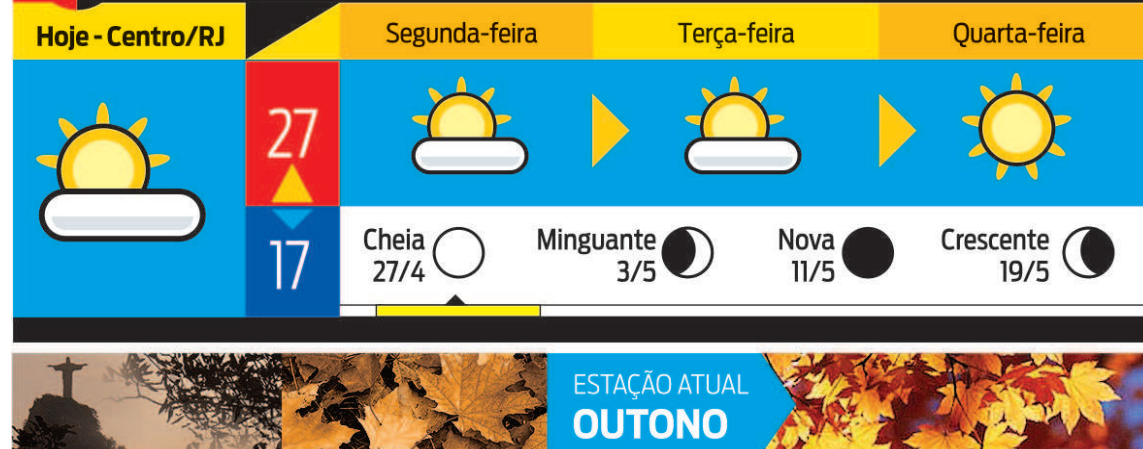 Hoje - Centro/RJ
Segunda-feira
Terça-feira
Quarta-feira
27
17
Cheia
27/4
Minguante
3/5
Nova
11/5
Crescente
19/5
ESTAÇÃO ATUAL
OUTONO